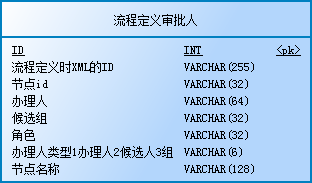 流程定义审批人
ID INT <pk>
流程定义时XML的ID VARCHAR(255)
节点id VARCHAR(32)
办理人 VARCHAR(64)
候选组 VARCHAR(32)
角色 VARCHAR(32)
办理人类型1办理人2候选人3组 VARCHAR(6)
节点名称 VARCHAR(128)